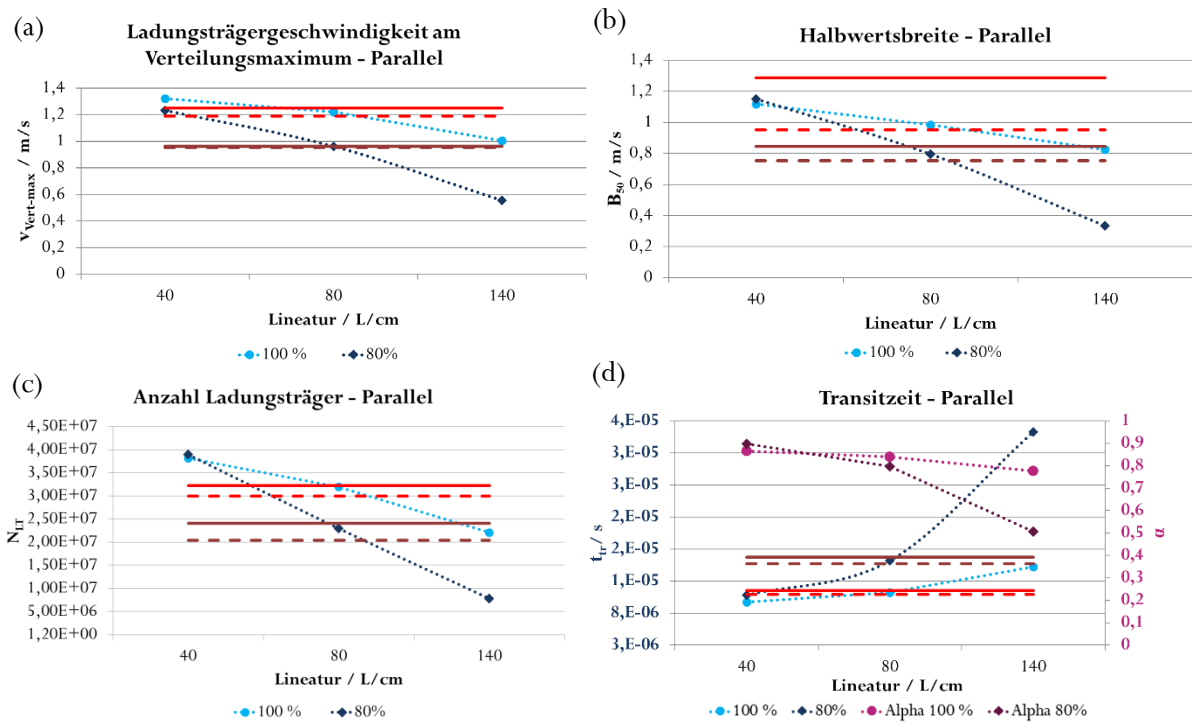 (a)
Ladungsträgergeschwindigkeit am
Verteilungsmaximum - Parallel
1,4
1,2
1
0,8
0,6
0,4
0,2
0
vVert-max / m/s
40
80
140
Lineatur / L/cm
100 %
80%
(b)
Halbwertsbreite - Parallel
1,4
1,2
1
0,8
0,6
0,4
0,2
0
B50 / m/s
40
80
140
Lineatur / L/cm
100 %
80%
(c)
Anzahl Ladungsträger - Parallel
4,50E+07
4,00E+07
3,50E+07
3,00E+07
2,50E+07
2,00E+07
1,50E+07
1,00E+07
5,00E+06
1,20E+00
NLT
40
80
140
Lineatur / L/cm
100 %
80%
(d)
Transitzeit - Parallel
4,E-05
3,E-05
3,E-05
2,E-05
2,E-05
1,E-05
8,E-06
3,E-06
ttr / s
1
0,9
0,8
0,7
0,6
0,5
0,4
0,3
0,2
0,1
0
α
40
80
140
Lineatur / L/cm
100 %
80%
Alpha 100 %
Alpha 80%